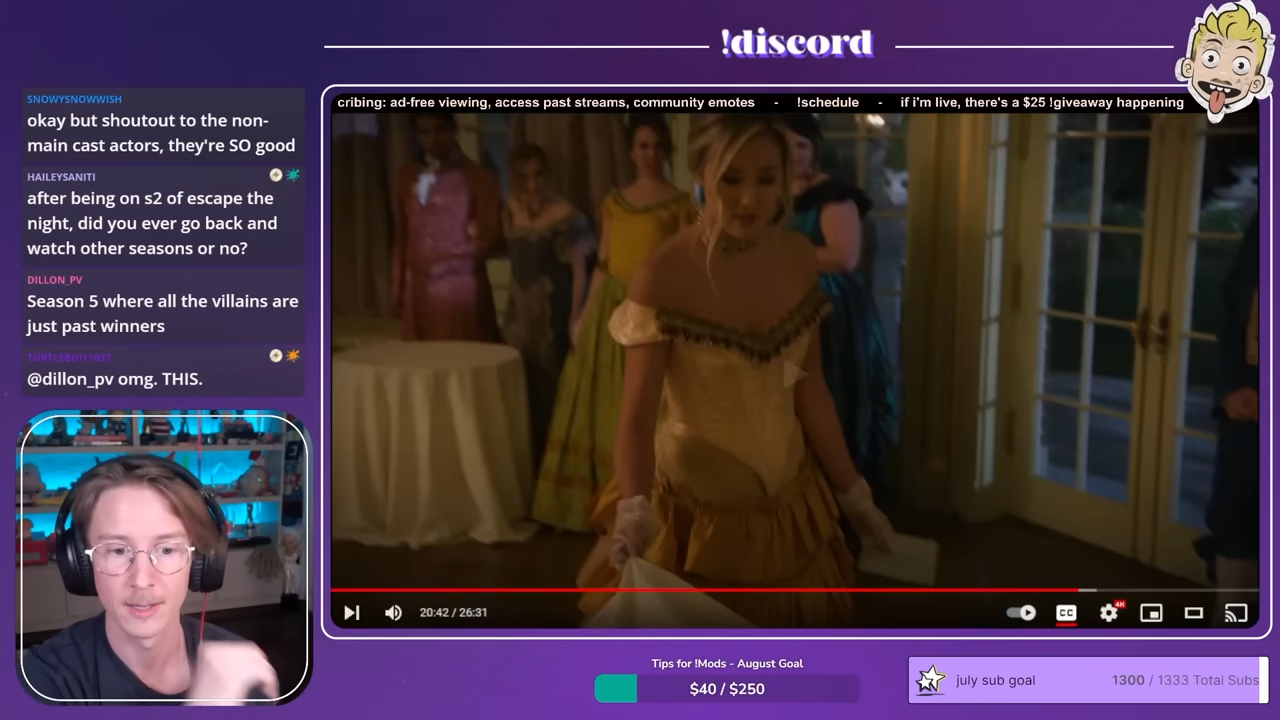 !discord
cribing: ad-free viewing, access past streams, community emotes - !schedule - if i'm live, there's a $25 !giveaway happening
SNOWYSNOWWISH
okay but shoutout to the non-
main cast actors, they're SO good
HAILEYSANITI
after being on s2 of escape the
night, did you ever go back and
watch other seasons or no?
DILLON_PV
Season 5 where all the villains are
just past winners
@dillon_pv omg. THIS.
20:42 / 26:31
CC
4K
Tips for !Mods - August Goal
$40 / $250
july sub goal
1300 / 1333 Total Subs